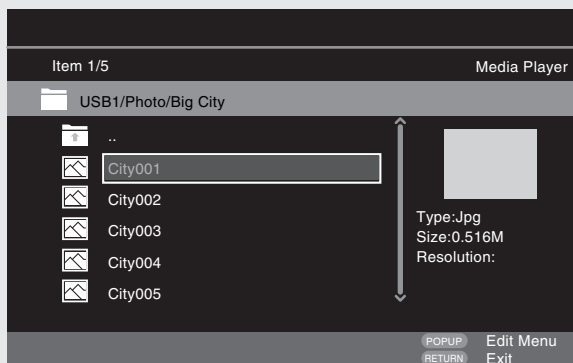 Item 1/5
Media Player
USB1/Photo/Big City
..
City001
City002
City003
City004
City005
Type:Jpg
Size:0.516M
Resolution:
POPUP Edit Menu
RETURN Exit